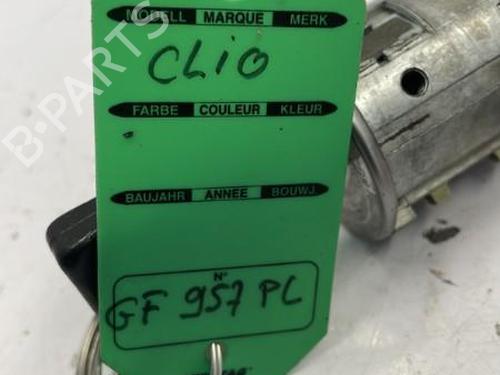 MODELL MARQUE MERK
CLIO
FARBE COULEUR KLEUR
BAUJAHR ANNEE BOUWJ.
N°
GF 957 PL
B-PARTS